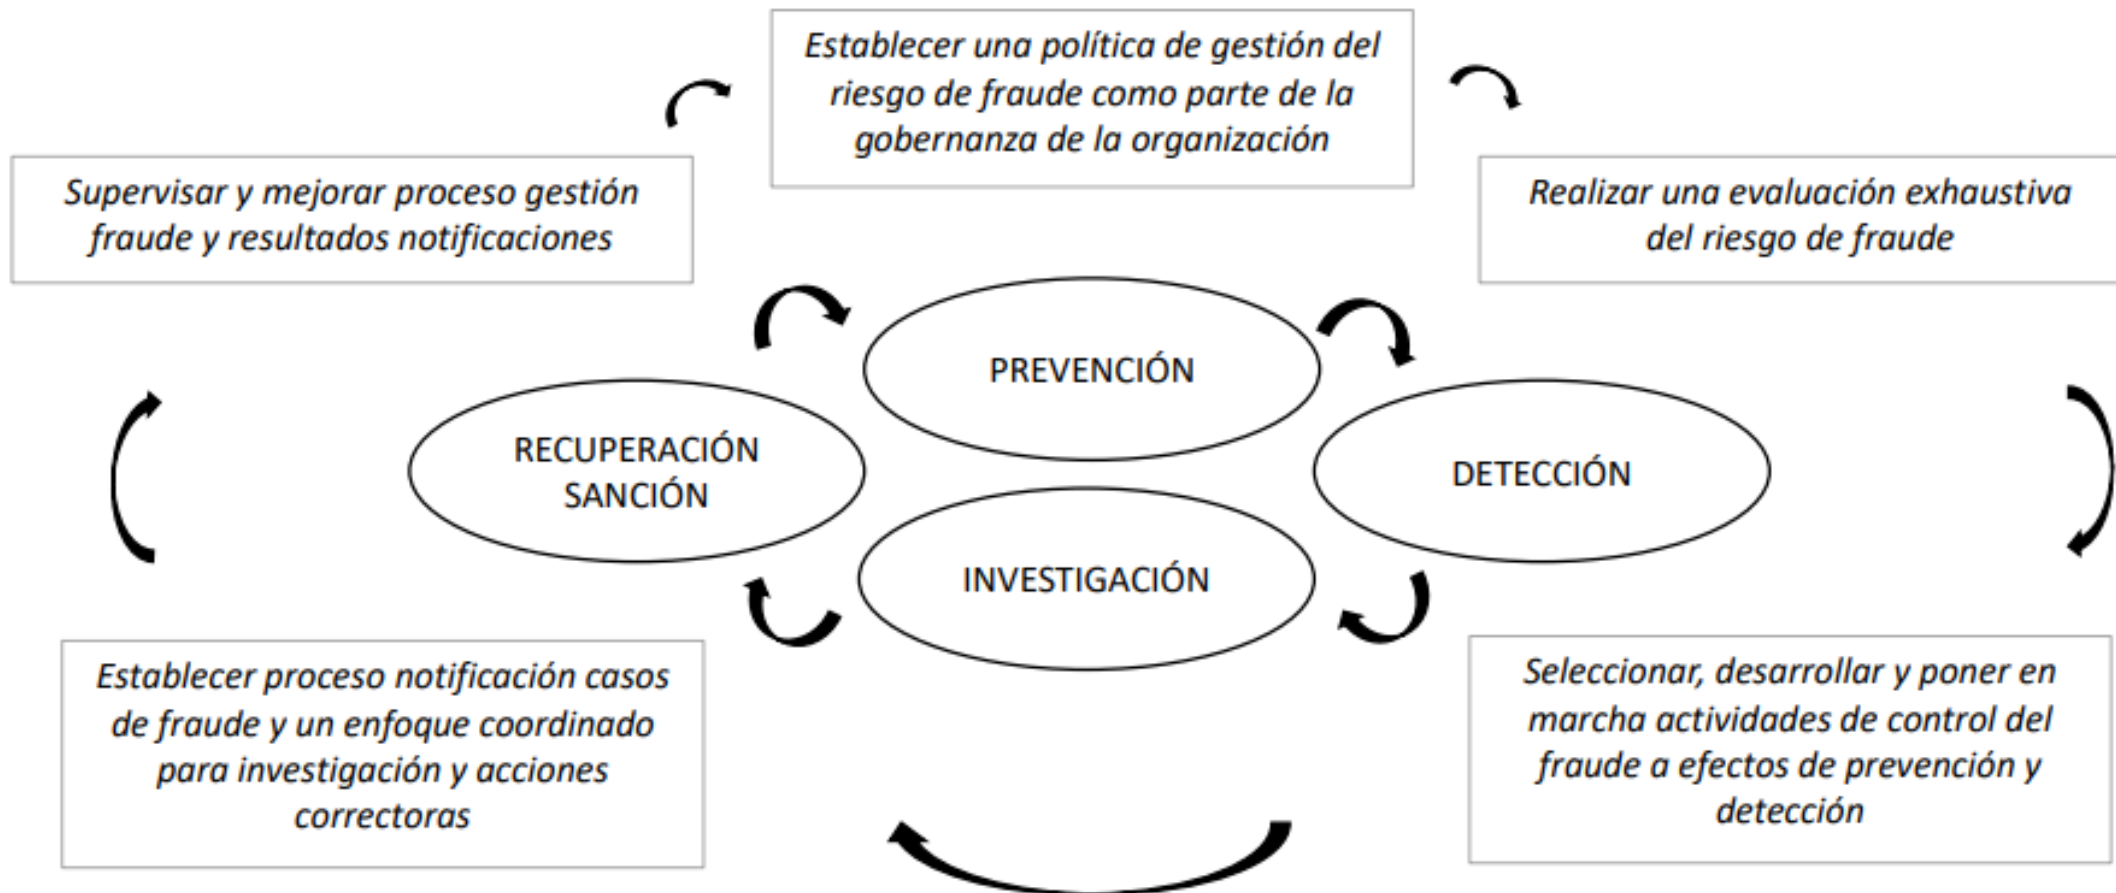 Establecer una política de gestión del
riesgo de fraude como parte de la
gobernanza de la organización
Supervisar y mejorar proceso gestión
fraude y resultados notificaciones
Realizar una evaluación exhaustiva
del riesgo de fraude
PREVENCIÓN
RECUPERACIÓN
SANCIÓN
DETECCIÓN
INVESTIGACIÓN
Establecer proceso notificación casos
de fraude y un enfoque coordinado
para investigación y acciones
correctoras
Seleccionar, desarrollar y poner en
marcha actividades de control del
fraude a efectos de prevención y
detección